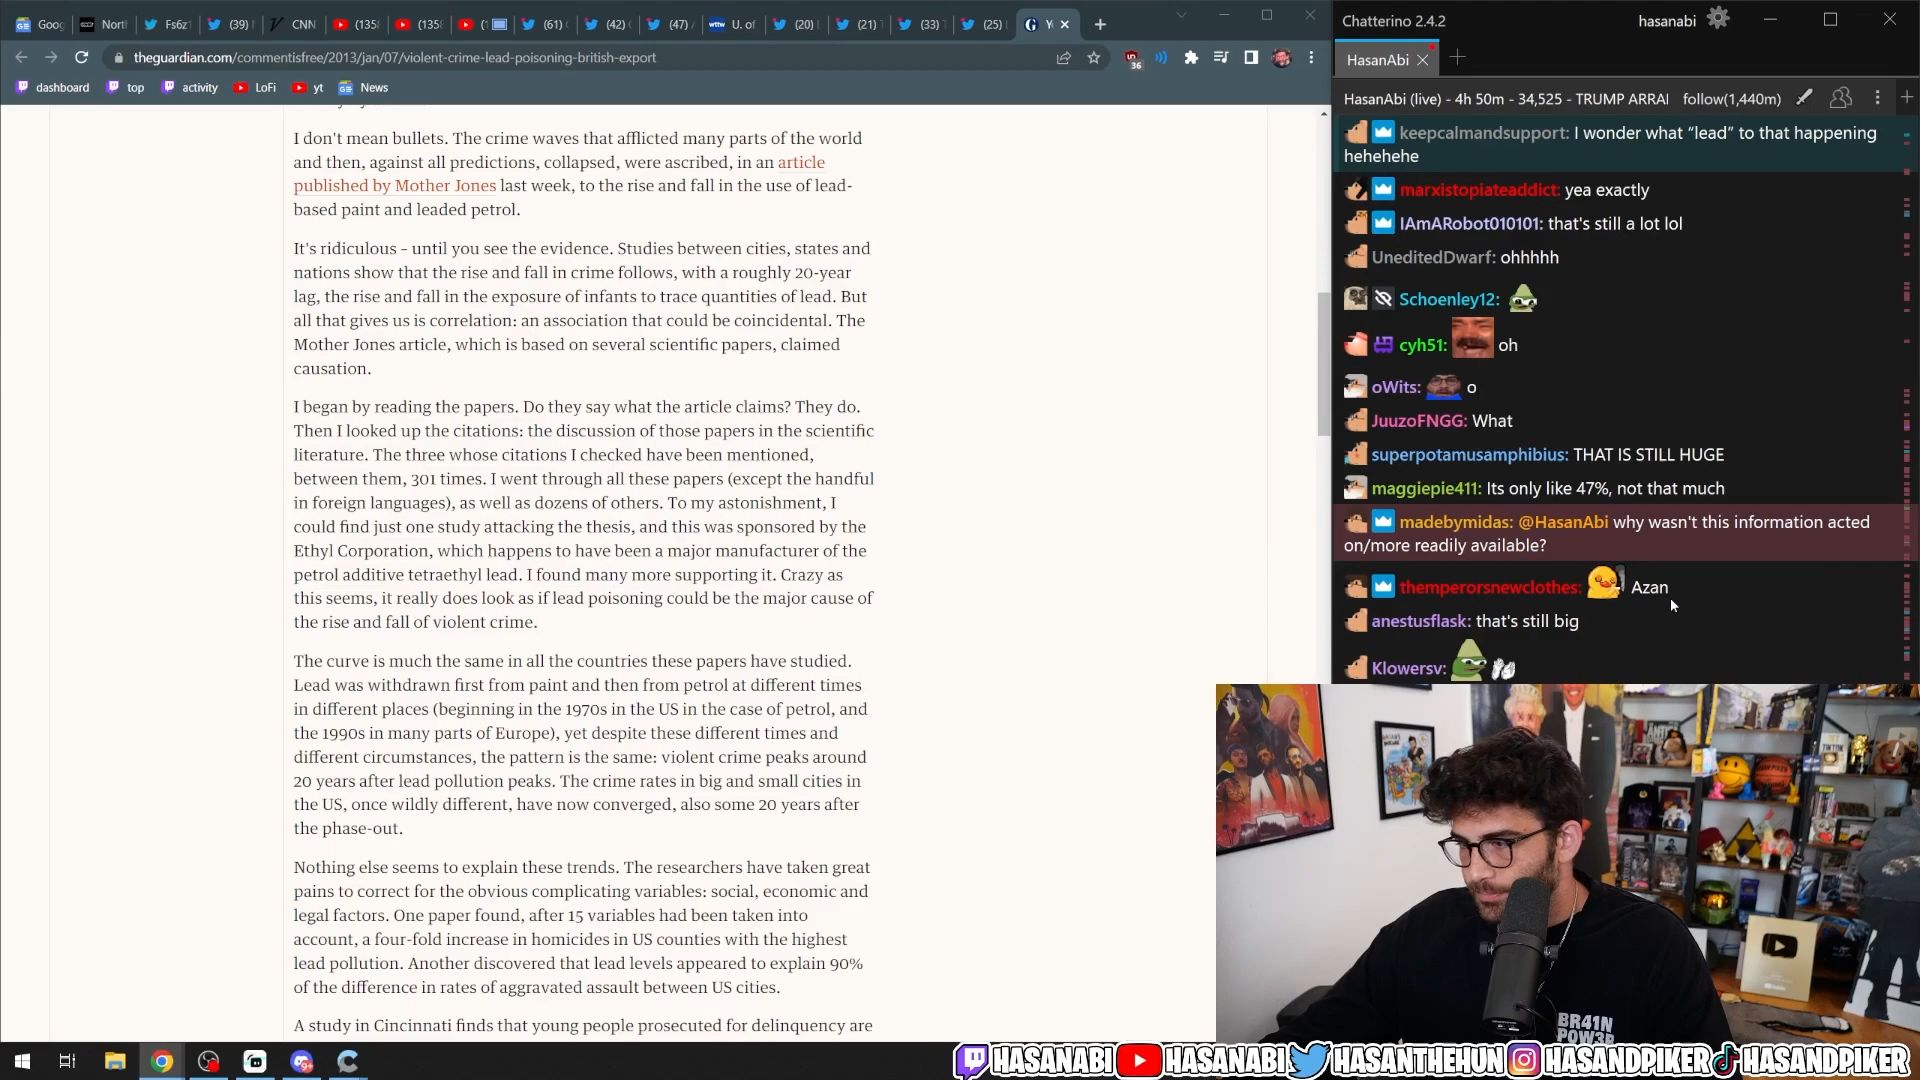 Goog
North
Fs6z1
(39)
CNN
(135
(135
(1
(61)
(42)
(47)
U. of
(20)
(21)
(33)
(25)
theguardian.com/commentisfree/2013/jan/07/violent-crime-lead-poisoning-british-export
36
dashboard
top
activity
LoFi
yt
News
I don't mean bullets. The crime waves that afflicted many parts of the world
and then, against all predictions, collapsed, were ascribed, in an article
published by Mother Jones last week, to the rise and fall in the use of lead-
based paint and leaded petrol.
It's ridiculous – until you see the evidence. Studies between cities, states and
nations show that the rise and fall in crime follows, with a roughly 20-year
lag, the rise and fall in the exposure of infants to trace quantities of lead. But
all that gives us is correlation: an association that could be coincidental. The
Mother Jones article, which is based on several scientific papers, claimed
causation.
I began by reading the papers. Do they say what the article claims? They do.
Then I looked up the citations: the discussion of those papers in the scientific
literature. The three whose citations I checked have been mentioned,
between them, 301 times. I went through all these papers (except the handful
in foreign languages), as well as dozens of others. To my astonishment, I
could find just one study attacking the thesis, and this was sponsored by the
Ethyl Corporation, which happens to have been a major manufacturer of the
petrol additive tetraethyl lead. I found many more supporting it. Crazy as
this seems, it really does look as if lead poisoning could be the major cause of
the rise and fall of violent crime.
The curve is much the same in all the countries these papers have studied.
Lead was withdrawn first from paint and then from petrol at different times
in different places (beginning in the 1970s in the US in the case of petrol, and
the 1990s in many parts of Europe), yet despite these different times and
different circumstances, the pattern is the same: violent crime peaks around
20 years after lead pollution peaks. The crime rates in big and small cities in
the US, once wildly different, have now converged, also some 20 years after
the phase-out.
Nothing else seems to explain these trends. The researchers have taken great
pains to correct for the obvious complicating variables: social, economic and
legal factors. One paper found, after 15 variables had been taken into
account, a four-fold increase in homicides in US counties with the highest
lead pollution. Another discovered that lead levels appeared to explain 90%
of the difference in rates of aggravated assault between US cities.
A study in Cincinnati finds that young people prosecuted for delinquency are
Chatterino 2.4.2
hasanabi
HasanAbi
HasanAbi (live) - 4h 50m - 34,525 - TRUMP ARRAI
follow(1,440m)
keepcalmandsupport: I wonder what “lead” to that happening
hehehehe
marxistopiateaddict: yea exactly
IAmARobot010101: that's still a lot lol
UneditedDwarf: ohhhhh
Schoenley12:
cyh51: oh
oWits: o
JuuzoFNGG: What
superpotamusamphibius: THAT IS STILL HUGE
maggiepie411: Its only like 47%, not that much
madebymidas: @HasanAbi why wasn't this information acted
on/more readily available?
themperorsnewclothes: Azan
anestusflask: that's still big
Klowersv:
BR41N
POW3R
HASANABI
HASANABI
HASANTHEHUN
HASANDPIKER
HASANDPIKER